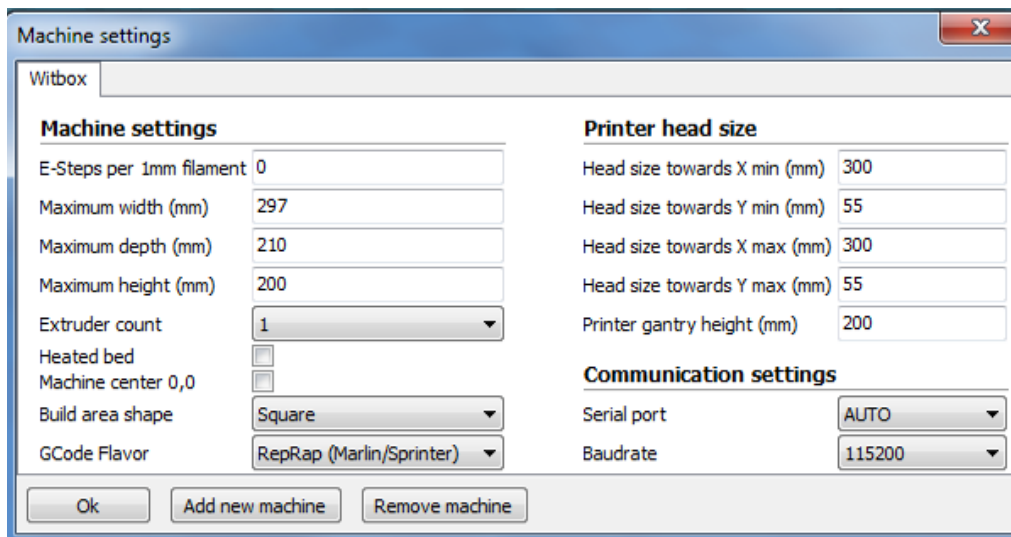 Machine settings
Witbox
Machine settings
E-Steps per 1mm filament 0
Maximum width (mm) 297
Maximum depth (mm) 210
Maximum height (mm) 200
Extruder count 1
Heated bed
Machine center 0,0
Build area shape Square
GCode Flavor RepRap (Marlin/Sprinter)
Printer head size
Head size towards X min (mm) 300
Head size towards Y min (mm) 55
Head size towards X max (mm) 300
Head size towards Y max (mm) 55
Printer gantry height (mm) 200
Communication settings
Serial port AUTO
Baudrate 115200
Ok Add new machine Remove machine